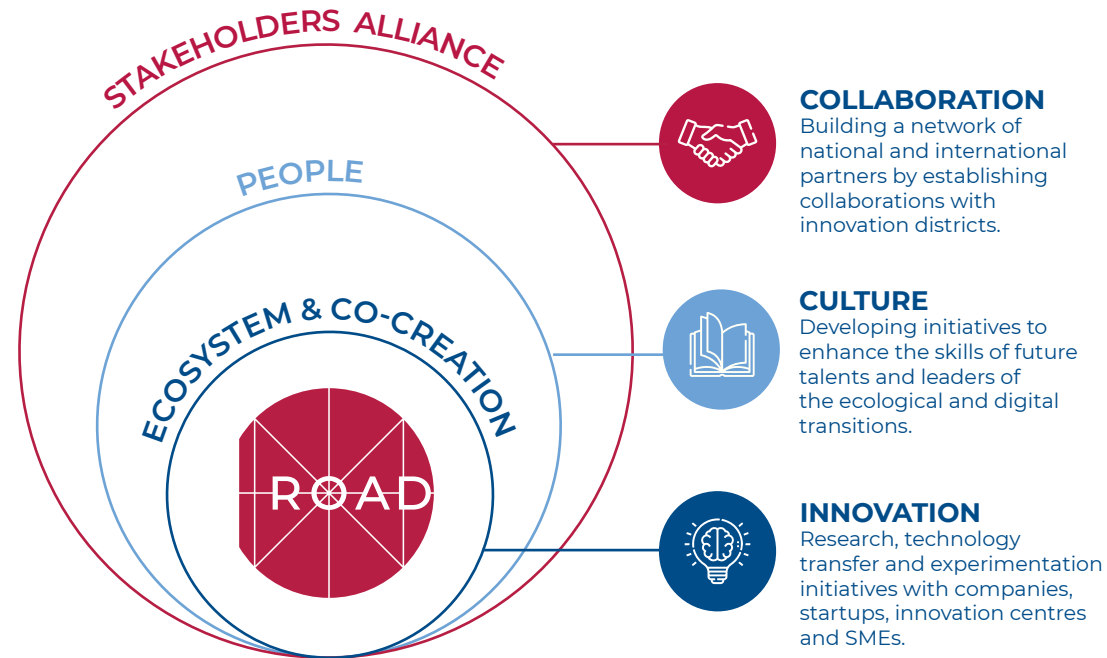 STAKEHOLDERS ALLIANCE
PEOPLE
ECOSYSTEM & CO-CREATION
ROAD
COLLABORATION
Building a network of
national and international
partners by establishing
collaborations with
innovation districts.
CULTURE
Developing initiatives to
enhance the skills of future
talents and leaders of
the ecological and digital
transitions.
INNOVATION
Research, technology
transfer and experimentation
initiatives with companies,
startups, innovation centres
and SMEs.